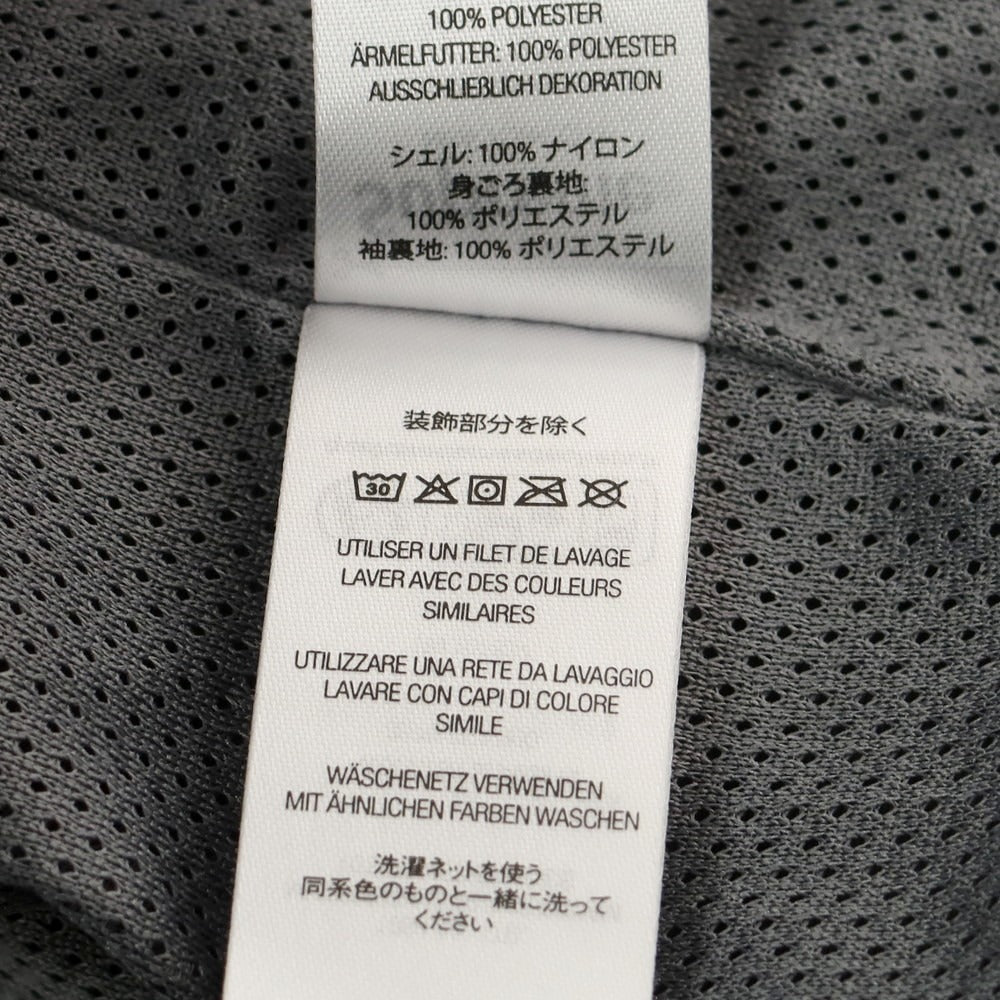 100% POLYESTER
ÄRMELFUTTER: 100% POLYESTER
AUSSCHLIEẞLICH DEKORATION
シェル: 100% ナイロン
身ごろ裏地:
100% ポリエステル
袖裏地: 100% ポリエステル
装飾部分を除く
30
UTILISER UN FILET DE LAVAGE
LAVER AVEC DES COULEURS
SIMILAIRES
UTILIZZARE UNA RETE DA LAVAGGIO
LAVARE CON CAPI DI COLORE
SIMILE
WÄSCHENETZ VERWENDEN
MIT ÄHNLICHEN FARBEN WASCHEN
洗濯ネットを使う
同系色のものと一緒に洗って
ください